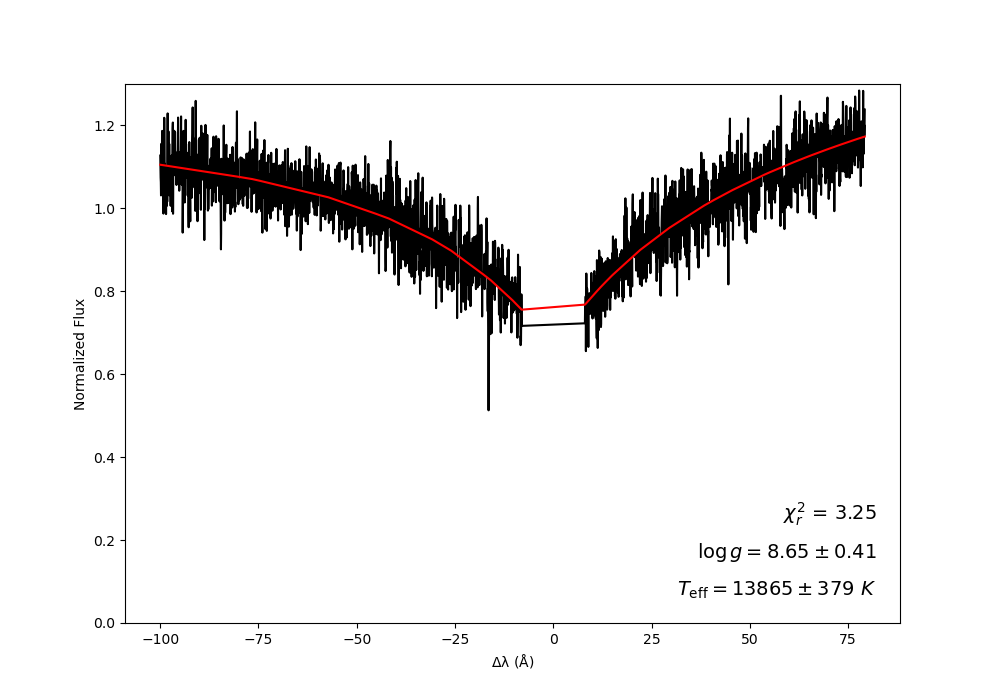 1.2
1.0
0.8
0.6
0.4
0.2
0.0
Normalized Flux
χ²ᵣ = 3.25
log g = 8.65 ± 0.41
T_eff = 13865 ± 379 K
−100 −75 −50 −25 0 25 50 75
Δλ (Å)